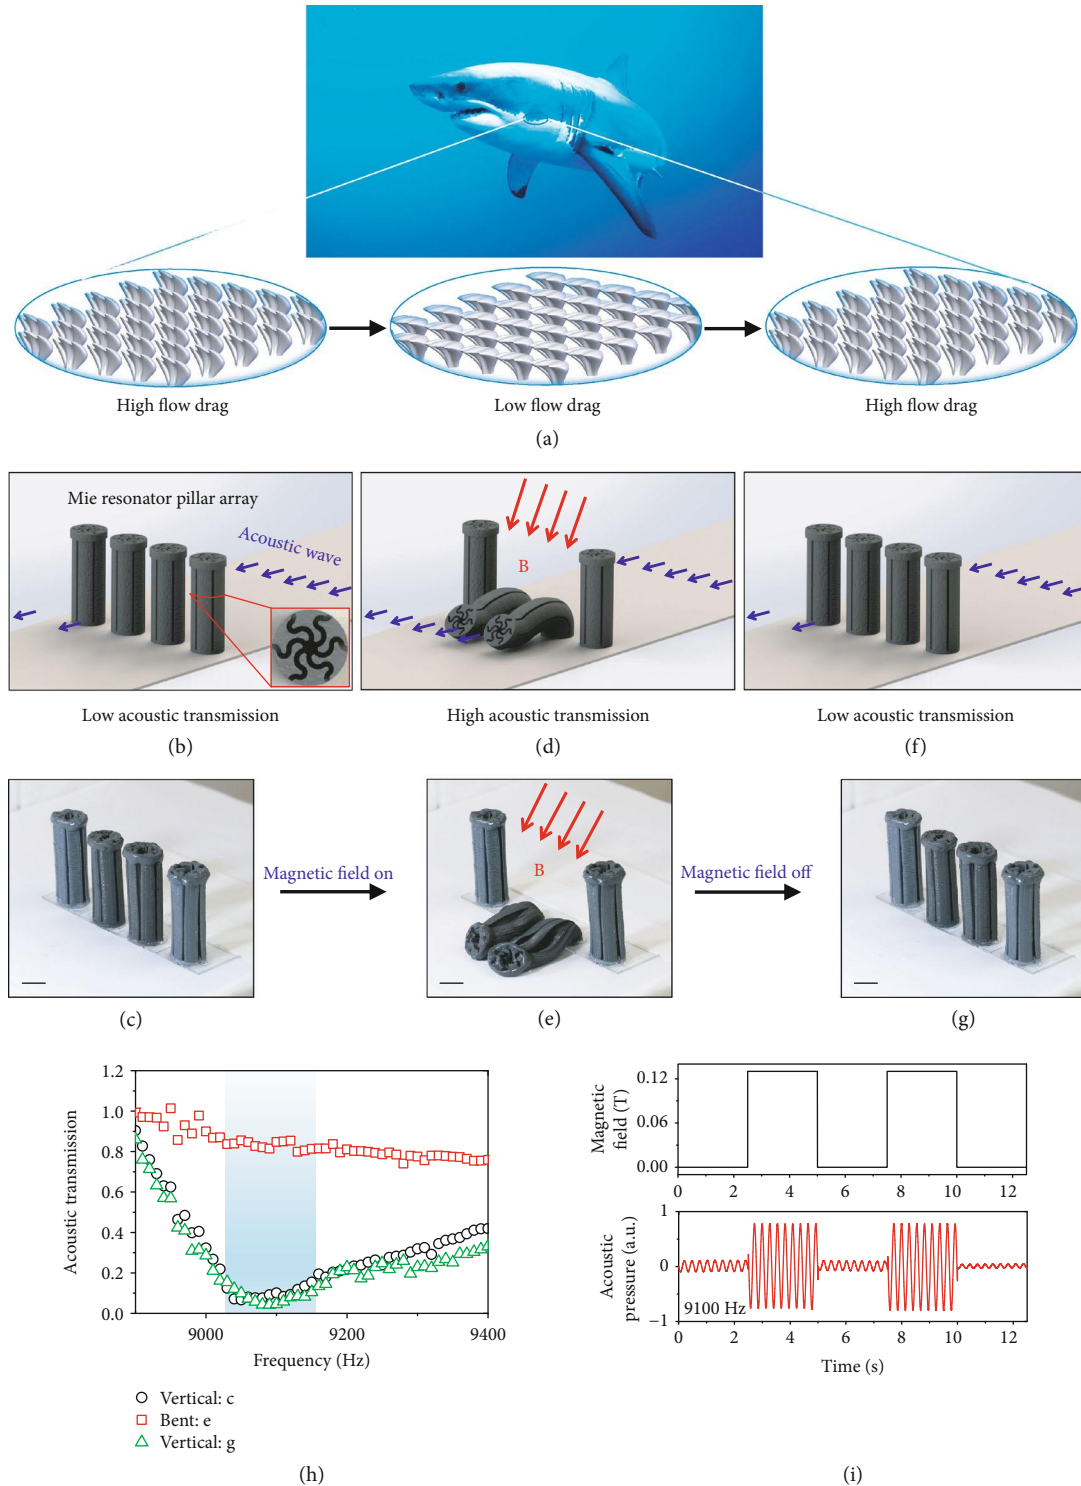 High flow drag
Low flow drag
High flow drag
(a)
Mie resonator pillar array
Acoustic wave
B
Low acoustic transmission
High acoustic transmission
Low acoustic transmission
(b)
(d)
(f)
Magnetic field on
B
Magnetic field off
(c)
(e)
(g)
1.2
1.0
0.8
0.6
0.4
0.2
0.0
Acoustic transmission
9000
9200
9400
Frequency (Hz)
Vertical: c
Bent: e
Vertical: g
(h)
0.12
0.06
0.00
Magnetic
field (T)
0 2 4 6 8 10 12
1
0
−1
Acoustic
pressure (a.u.)
9100 Hz
0 2 4 6 8 10 12
Time (s)
(i)